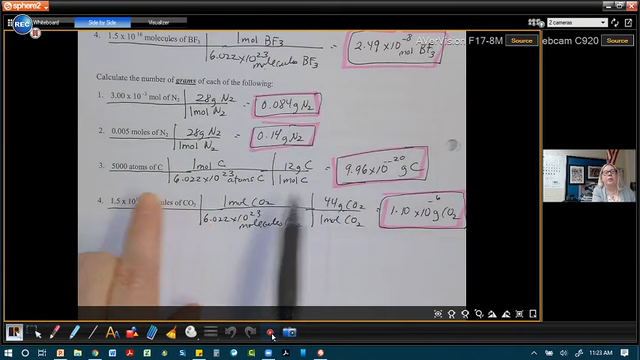 sphere2
REC
Whiteboard
Side by Side
Visualizer
2 cameras
4. 1.5 x 10¹⁶ molecules of BF₃ | 1mol BF₃ / 6.022×10²³ molecules BF₃ = 2.49 ×10⁻⁸ mol BF₃
F17-8M
Source
ebcam C920
Source
Calculate the number of grams of each of the following:
1. 3.00 x 10⁻³ mol of N₂ | 28g N₂ / 1mol N₂ = 0.084g N₂
2. 0.005 moles of N₂ | 28g N₂ / 1mol N₂ = 0.14g N₂
3. 5000 atoms of C | 1mol C / 6.022 ×10²³ atoms C | 12g C / 1mol C = 9.96×10⁻²⁰ g C
4. 1.5 x 10 les of CO₂ | 1mol CO₂ / 6.022×10²³ molecules | 44g CO₂ / 1mol CO₂ = 1.10 ×10⁻⁶ g CO₂
11:23 AM